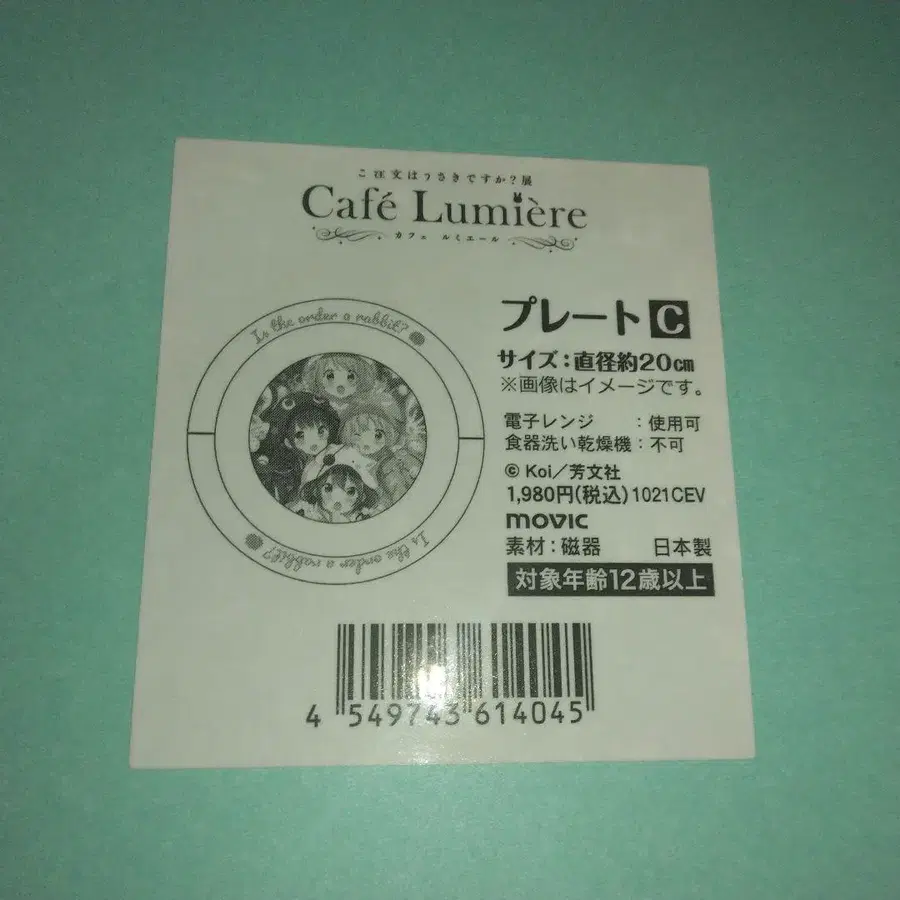 ご注文はうさぎですか?展
Café Lumière
カフェ ルミエール
Is the order a rabbit?
Is the order a rabbit?
プレートC
サイズ:直径約20cm
※画像はイメージです。
電子レンジ :使用可
食器洗い乾燥機:不可
© Koi/芳文社
1,980円(税込)1021CEV
movic
素材:磁器 日本製
対象年齢12歳以上
4 549743 614045